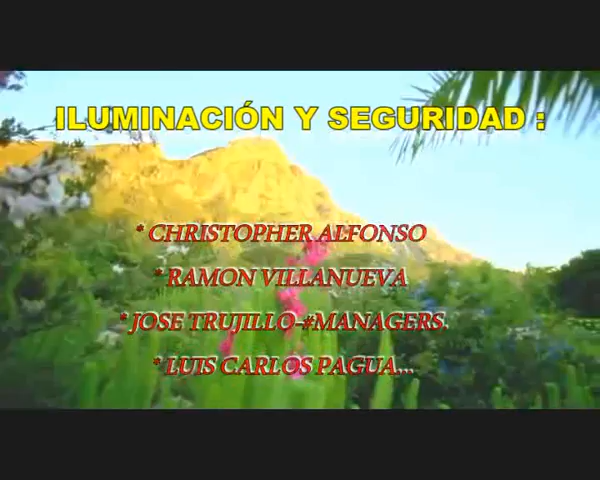 ILUMINACIÓN Y SEGURIDAD :
* CHRISTOPHER ALFONSO
* RAMON VILLANUEVA
* JOSE TRUJILLO-#MANAGERS.
* LUIS CARLOS PAGUA...